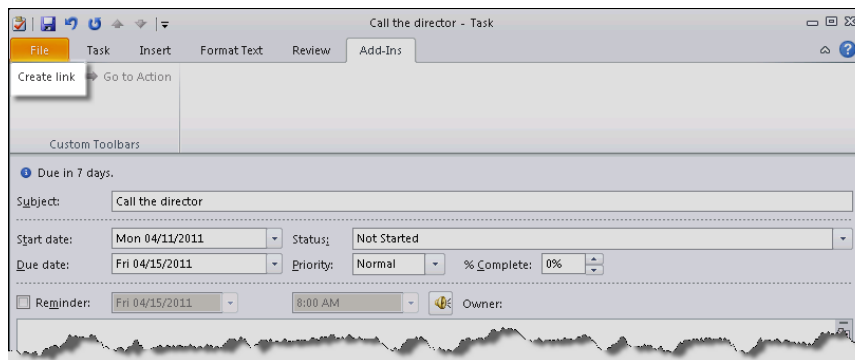 Call the director - Task
File Task Insert Format Text Review Add-Ins
Create link Go to Action
Custom Toolbars
Due in 7 days.
Subject: Call the director
Start date: Mon 04/11/2011 Status: Not Started
Due date: Fri 04/15/2011 Priority: Normal % Complete: 0%
Reminder: Fri 04/15/2011 8:00 AM Owner: